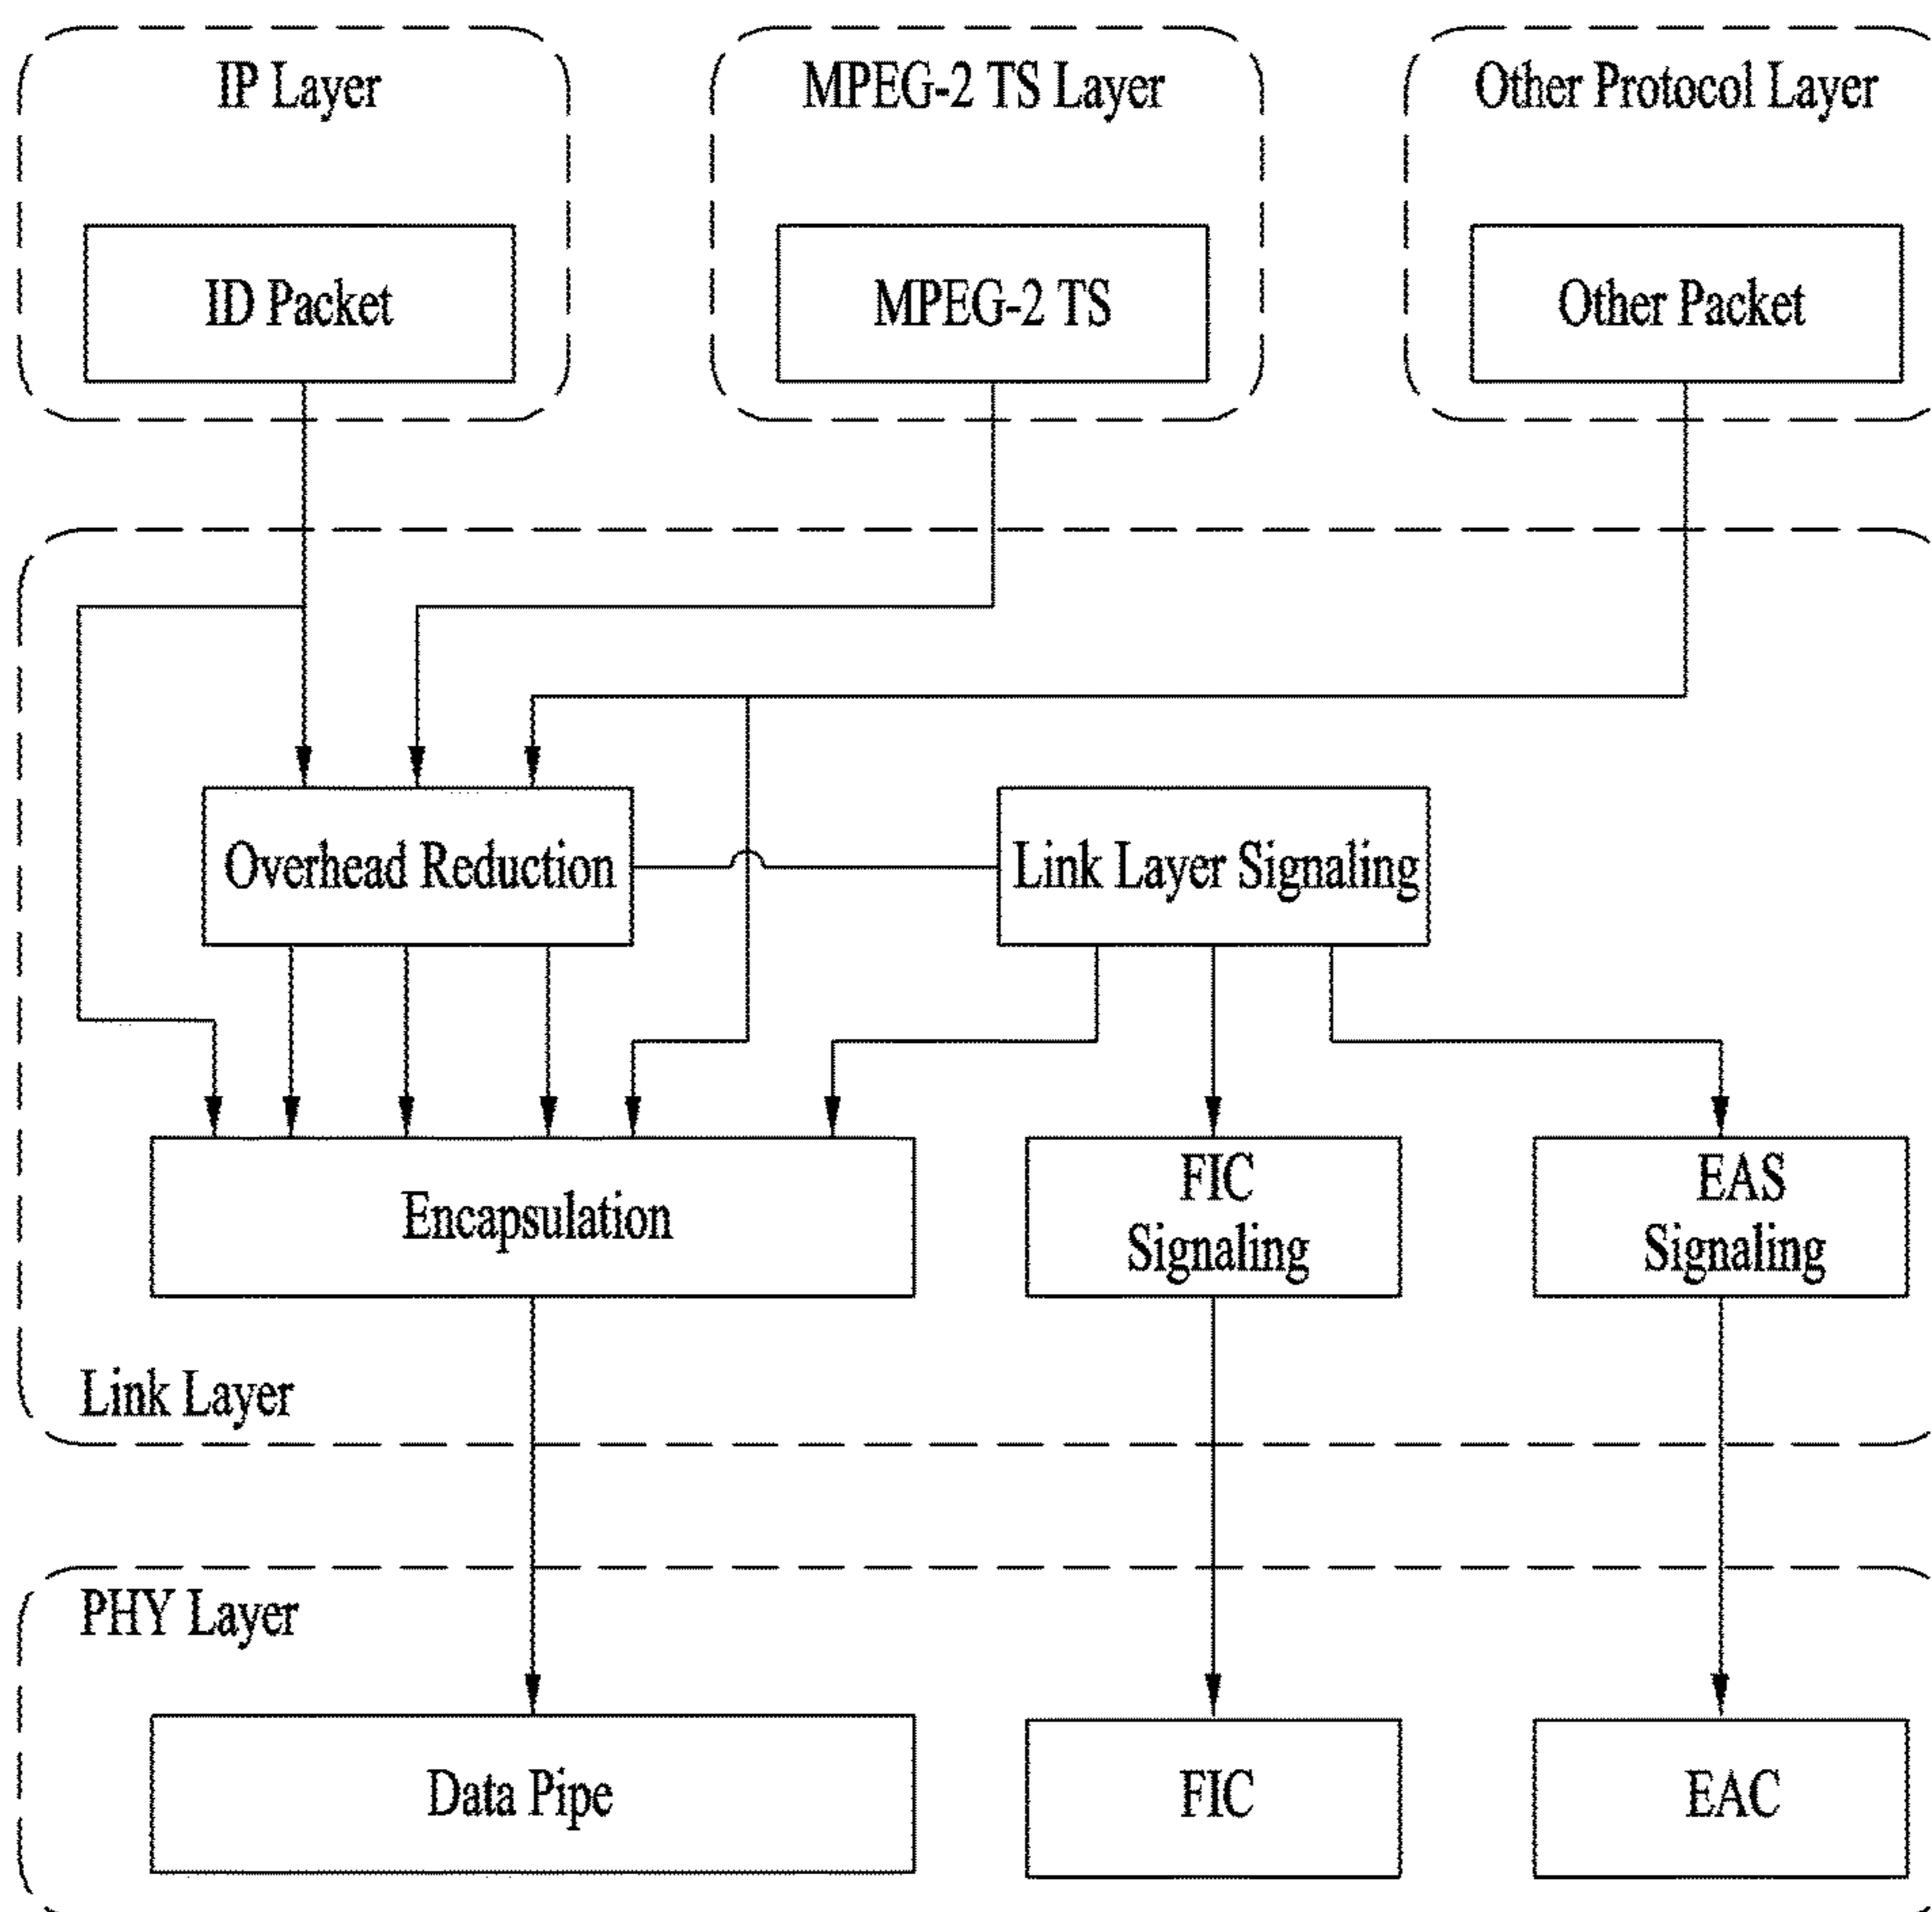 IP Layer
MPEG-2 TS Layer
Other Protocol Layer
ID Packet
MPEG-2 TS
Other Packet
Overhead Reduction
Link Layer Signaling
Encapsulation
FIC
Signaling
EAS
Signaling
Link Layer
PHY Layer
Data Pipe
FIC
EAC